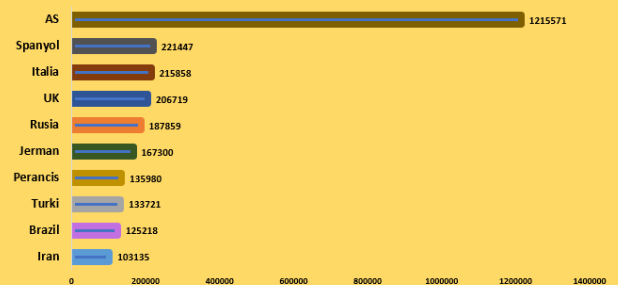 AS 1215571
Spanyol 221447
Italia 215858
UK 206719
Rusia 187859
Jerman 167300
Perancis 135980
Turki 133721
Brazil 125218
Iran 103135
0 200000 400000 600000 800000 1000000 1200000 1400000